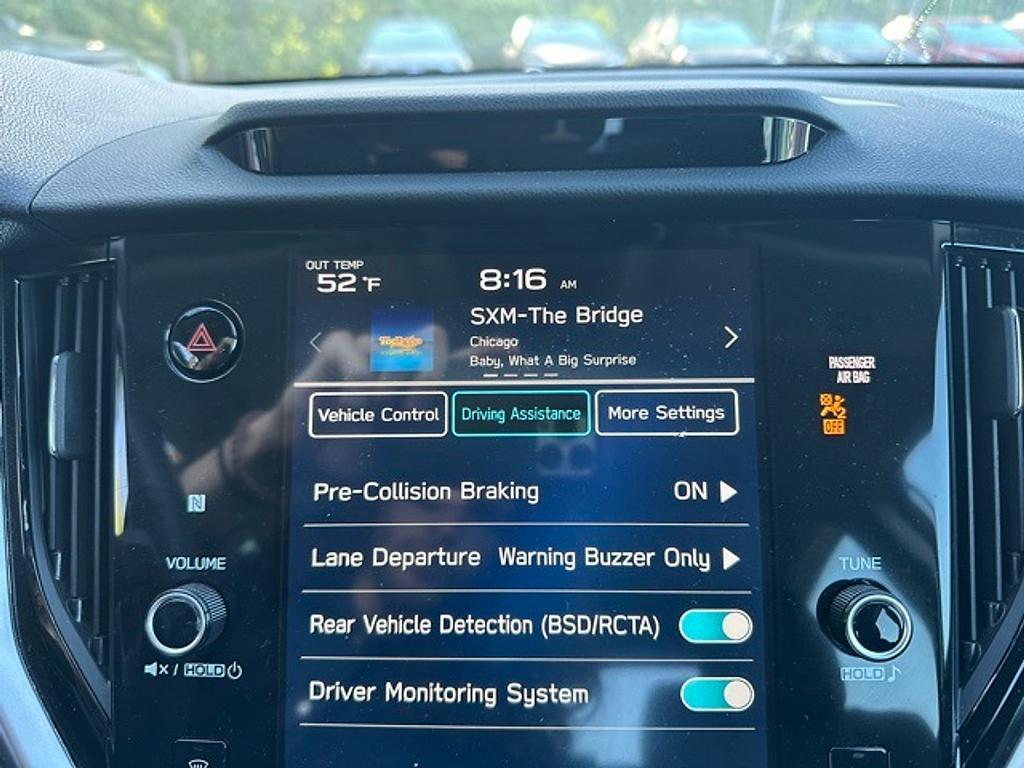 OUT TEMP
52 °F
8:16 AM
SXM-The Bridge
Chicago
Baby, What A Big Surprise
Vehicle Control
Driving Assistance
More Settings
PASSENGER
AIR BAG
OFF
Pre-Collision Braking ON
Lane Departure Warning Buzzer Only
Rear Vehicle Detection (BSD/RCTA)
Driver Monitoring System
VOLUME
/ HOLD
TUNE
HOLD